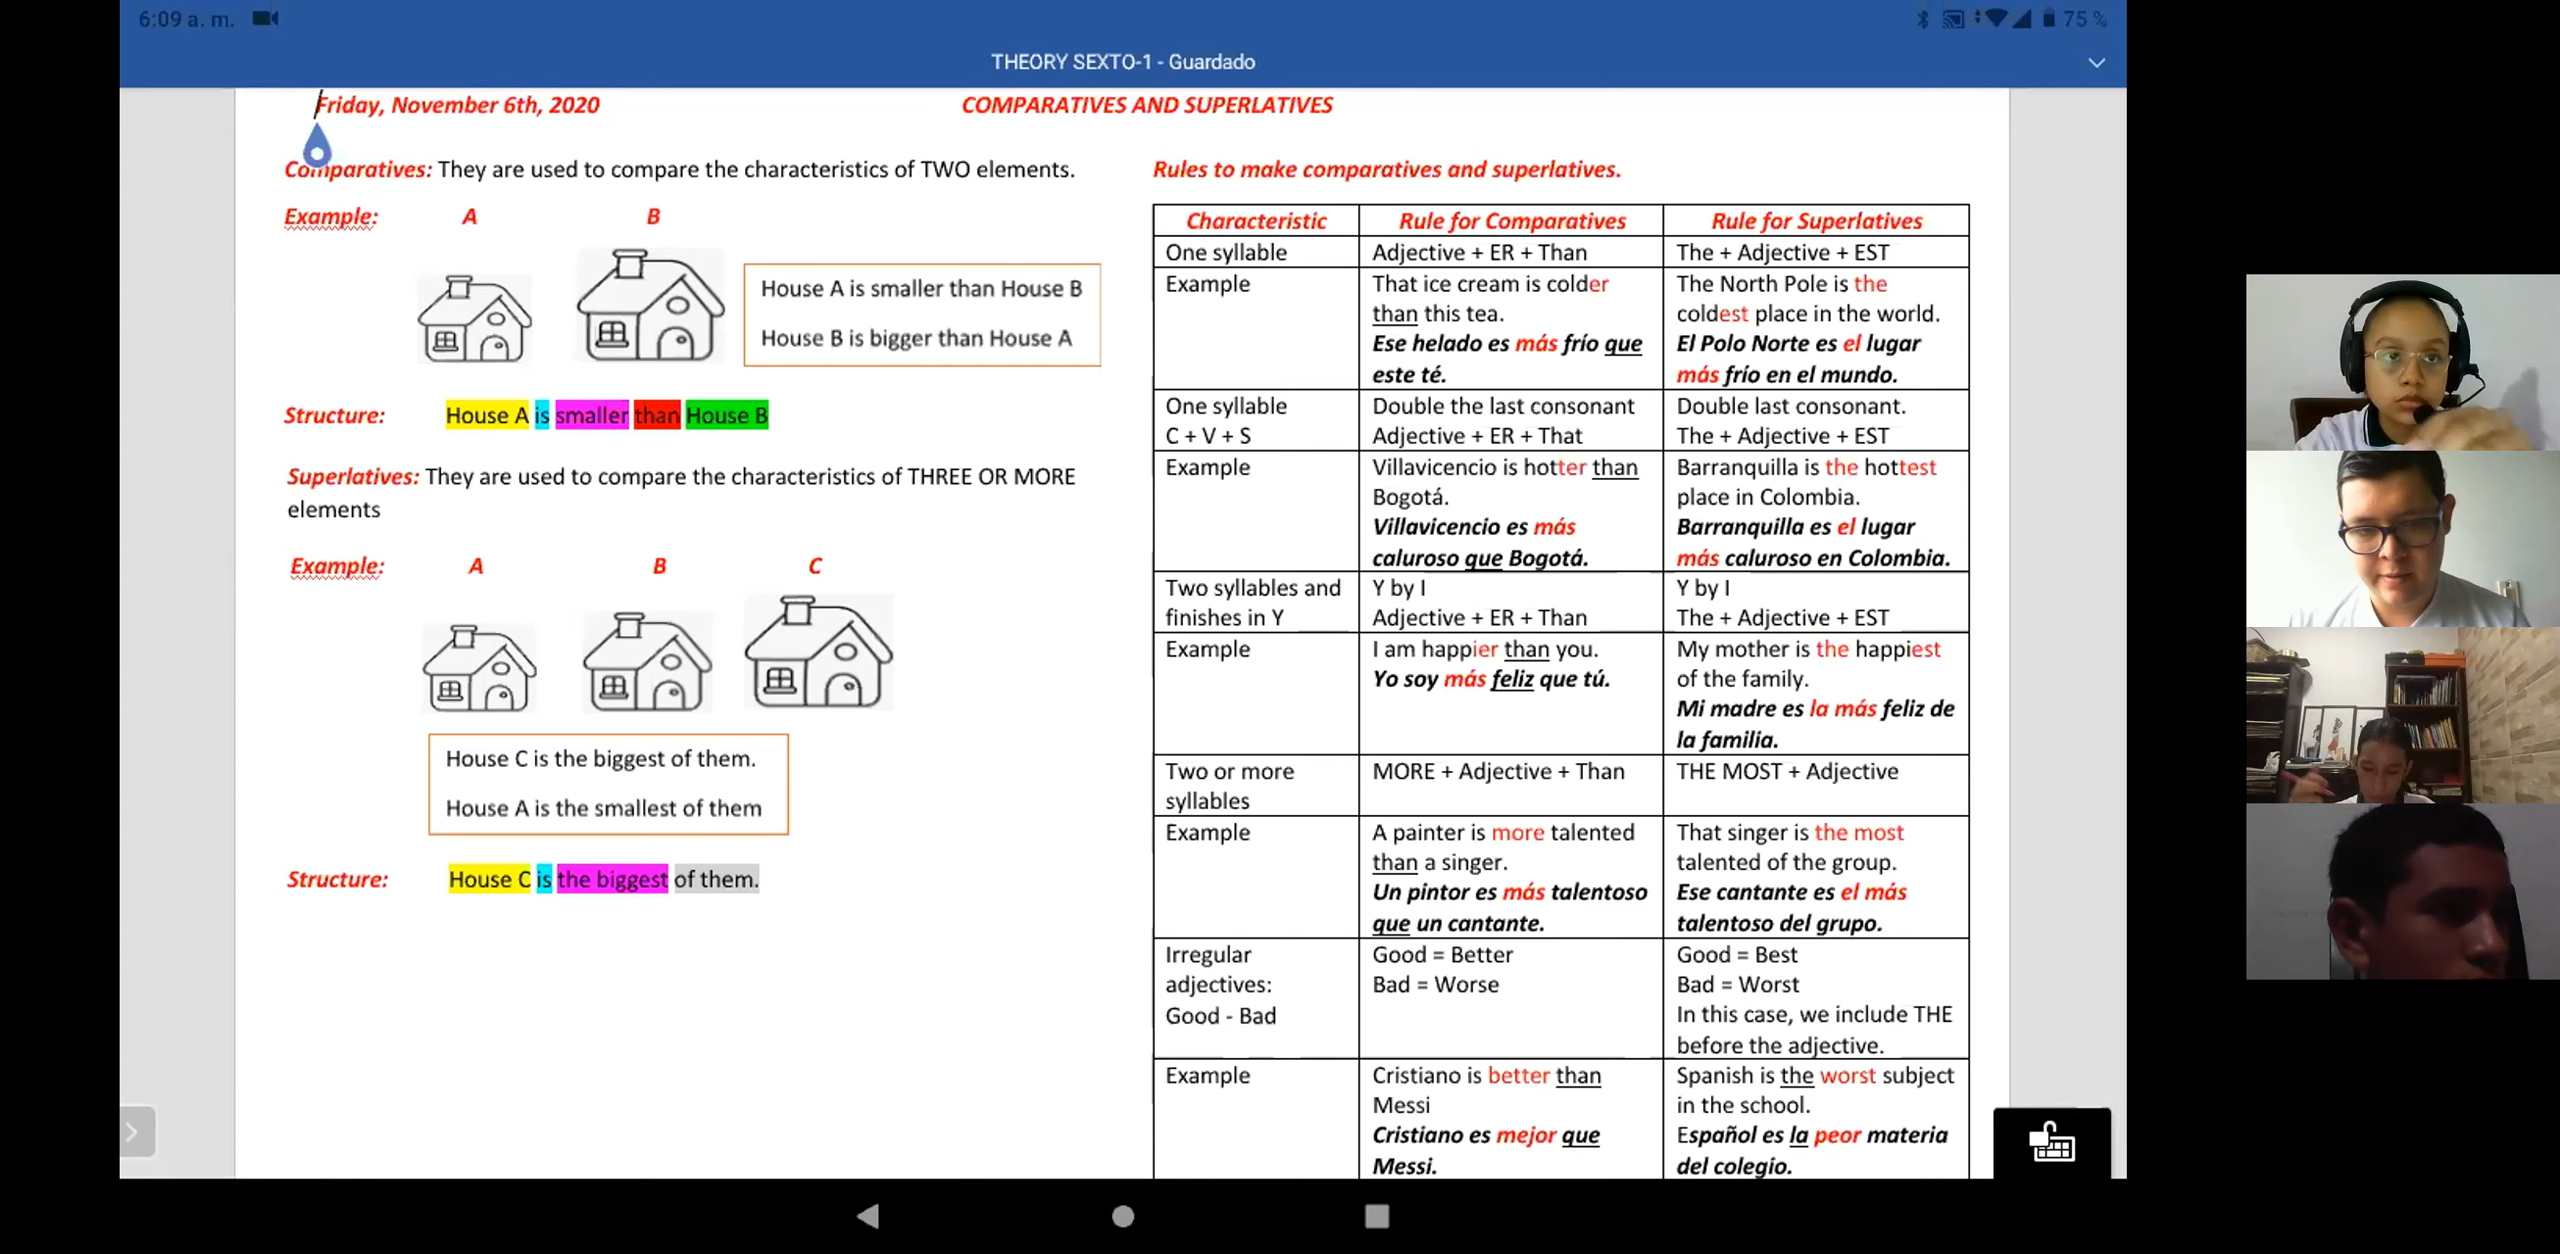 6:09 a. m.
75 %
THEORY SEXTO-1 - Guardado
Friday, November 6th, 2020
COMPARATIVES AND SUPERLATIVES
Comparatives: They are used to compare the characteristics of TWO elements.
Example: A B
House A is smaller than House B
House B is bigger than House A
Structure: House A is smaller than House B
Superlatives: They are used to compare the characteristics of THREE OR MORE
elements
Example: A B C
House C is the biggest of them.
House A is the smallest of them
Structure: House C is the biggest of them.
Rules to make comparatives and superlatives.
Characteristic Rule for Comparatives Rule for Superlatives
One syllable
Adjective + ER + Than
The + Adjective + EST
Example
That ice cream is colder
than this tea.
Ese helado es más frío que
este té.
The North Pole is the
coldest place in the world.
El Polo Norte es el lugar
más frío en el mundo.
One syllable
C + V + S
Double the last consonant
Adjective + ER + That
Double last consonant.
The + Adjective + EST
Example
Villavicencio is hotter than
Bogotá.
Villavicencio es más
caluroso que Bogotá.
Barranquilla is the hottest
place in Colombia.
Barranquilla es el lugar
más caluroso en Colombia.
Two syllables and
finishes in Y
Y by I
Adjective + ER + Than
Y by I
The + Adjective + EST
Example
I am happier than you.
Yo soy más feliz que tú.
My mother is the happiest
of the family.
Mi madre es la más feliz de
la familia.
Two or more
syllables
MORE + Adjective + Than
THE MOST + Adjective
Example
A painter is more talented
than a singer.
Un pintor es más talentoso
que un cantante.
That singer is the most
talented of the group.
Ese cantante es el más
talentoso del grupo.
Irregular
adjectives:
Good - Bad
Good = Better
Bad = Worse
Good = Best
Bad = Worst
In this case, we include THE
before the adjective.
Example
Cristiano is better than
Messi
Cristiano es mejor que
Messi.
Spanish is the worst subject
in the school.
Español es la peor materia
del colegio.